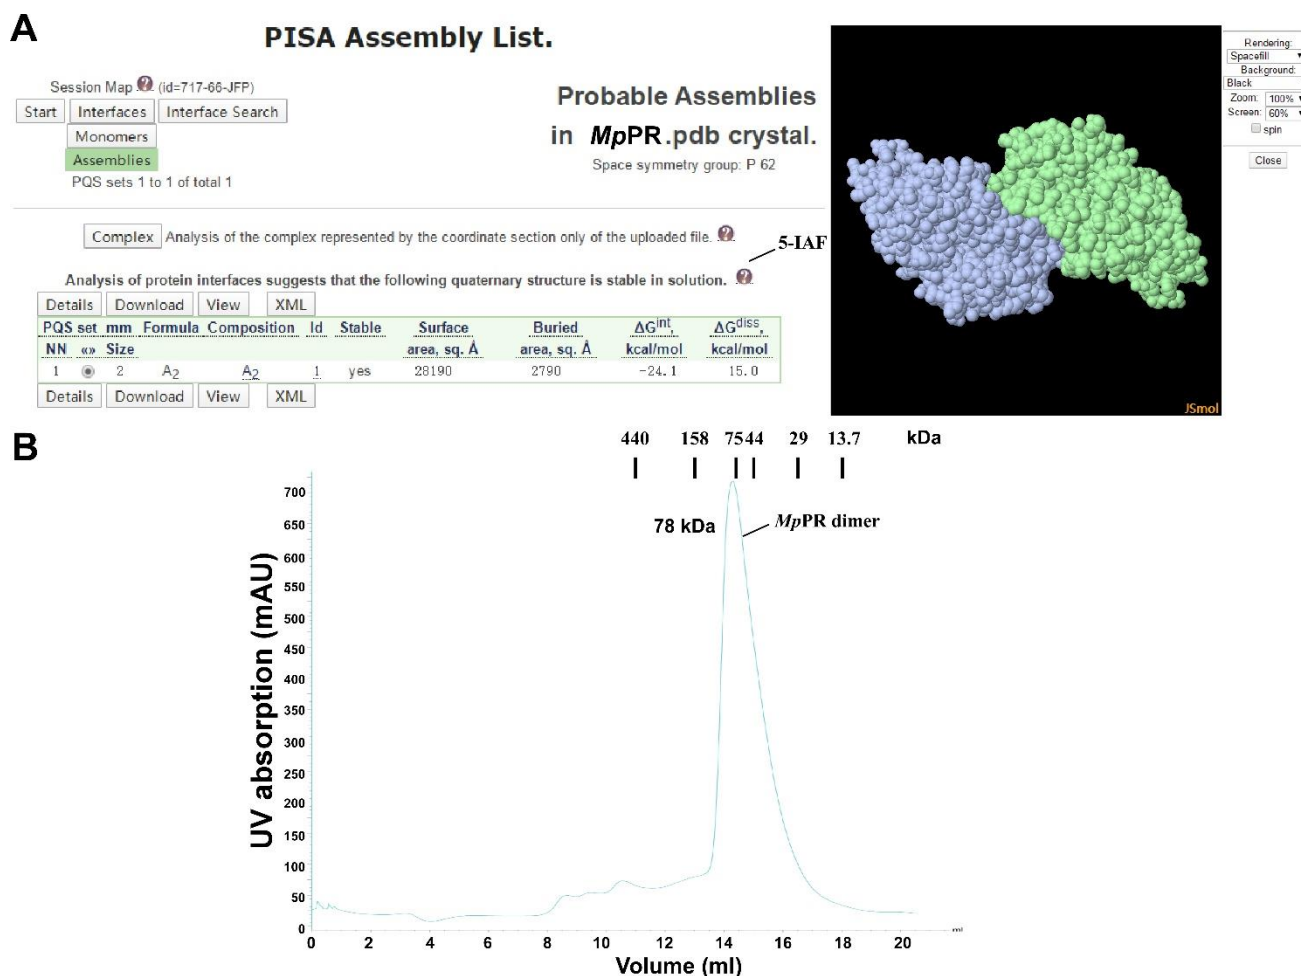 A
PISA Assembly List.
Session Map ? (id=717-66-JFP)
Start Interfaces Interface Search
Monomers
Assemblies
PQS sets 1 to 1 of total 1
Probable Assemblies
in MpPR.pdb crystal.
Space symmetry group: P 62
Complex Analysis of the complex represented by the coordinate section only of the uploaded file. ?
5-IAF
Analysis of protein interfaces suggests that the following quaternary structure is stable in solution. ?
Details Download View XML
PQS set mm Formula Composition Id Stable Surface Buried ΔG^int, ΔG^diss,
NN «» Size area, sq. Å area, sq. Å kcal/mol kcal/mol
1 2 A2 A2 1 yes 28190 2790 −24.1 15.0
Details Download View XML
JSmol
Rendering:
Spacefill
Background:
Black
Zoom: 100%
Screen: 60%
spin
Close
B
440 158 75 44 29 13.7 kDa
78 kDa
MpPR dimer
UV absorption (mAU)
700
650
600
550
500
450
400
350
300
250
200
150
100
50
0
0 2 4 6 8 10 12 14 16 18 20 ml
Volume (ml)